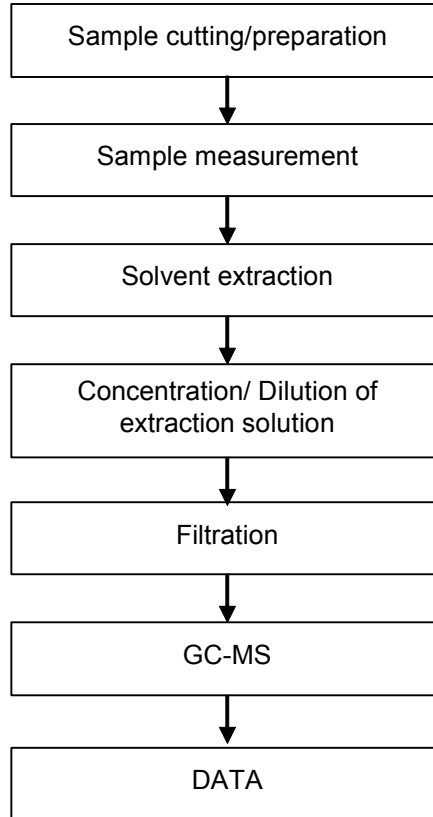 Sample cutting/preparation
Sample measurement
Solvent extraction
Concentration/ Dilution of
extraction solution
Filtration
GC-MS
DATA